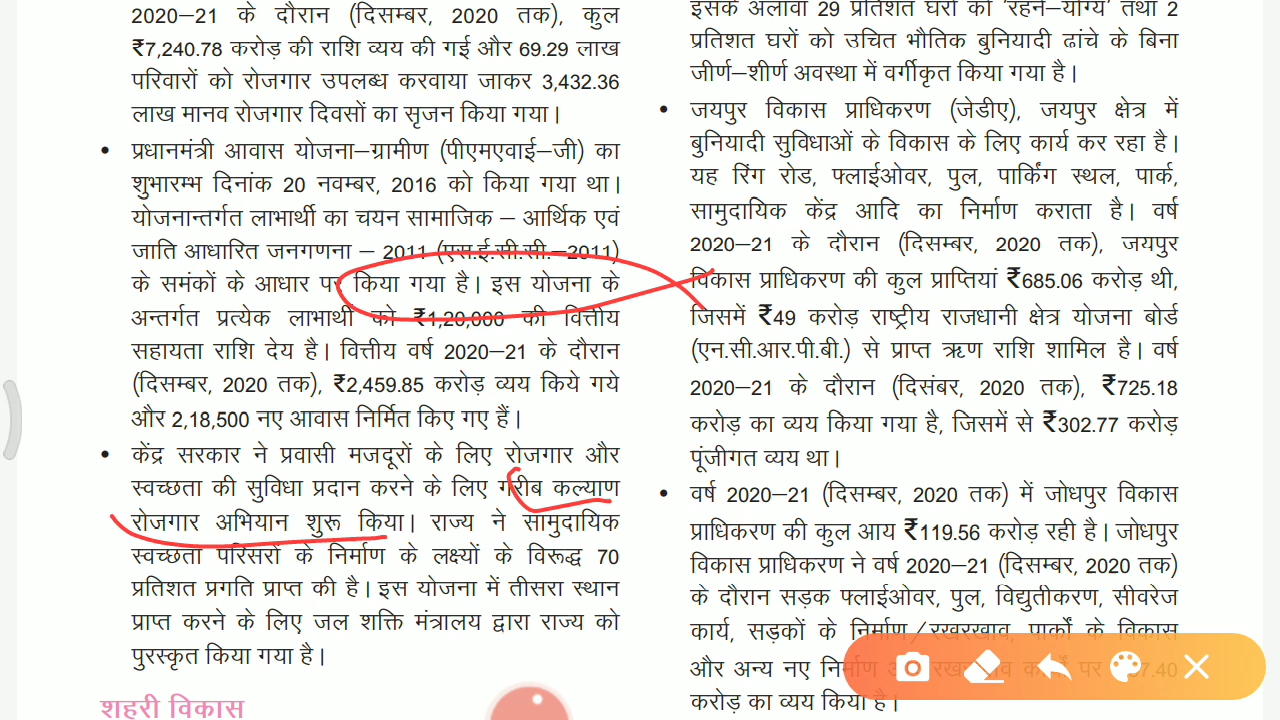 2020–21 के दौरान (दिसम्बर, 2020 तक), कुल
₹7,240.78 करोड़ की राशि व्यय की गई और 69.29 लाख
परिवारों को रोजगार उपलब्ध करवाया जाकर 3,432.36
लाख मानव रोजगार दिवसों का सृजन किया गया।
• प्रधानमंत्री आवास योजना–ग्रामीण (पीएमएवाई–जी) का
शुभारम्भ दिनांक 20 नवम्बर, 2016 को किया गया था।
योजनान्तर्गत लाभार्थी का चयन सामाजिक – आर्थिक एवं
जाति आधारित जनगणना – 2011 (एस.ई.सी.सी.–2011)
के समंकों के आधार पर किया गया है। इस योजना के
अन्तर्गत प्रत्येक लाभार्थी को ₹1,20,000 की वित्तीय
सहायता राशि देय है। वित्तीय वर्ष 2020–21 के दौरान
(दिसम्बर, 2020 तक), ₹2,459.85 करोड़ व्यय किये गये
और 2,18,500 नए आवास निर्मित किए गए हैं।
• केंद्र सरकार ने प्रवासी मजदूरों के लिए रोजगार और
स्वच्छता की सुविधा प्रदान करने के लिए गरीब कल्याण
रोजगार अभियान शुरू किया। राज्य ने सामुदायिक
स्वच्छता परिसरों के निर्माण के लक्ष्यों के विरूद्ध 70
प्रतिशत प्रगति प्राप्त की है। इस योजना में तीसरा स्थान
प्राप्त करने के लिए जल शक्ति मंत्रालय द्वारा राज्य को
पुरस्कृत किया गया है।
शहरी विकास
इसके अलावा 29 प्रतिशत घरों को 'रहने–योग्य' तथा 2
प्रतिशत घरों को उचित भौतिक बुनियादी ढांचे के बिना
जीर्ण–शीर्ण अवस्था में वर्गीकृत किया गया है।
• जयपुर विकास प्राधिकरण (जेडीए), जयपुर क्षेत्र में
बुनियादी सुविधाओं के विकास के लिए कार्य कर रहा है।
यह रिंग रोड, फ्लाईओवर, पुल, पार्किंग स्थल, पार्क,
सामुदायिक केंद्र आदि का निर्माण कराता है। वर्ष
2020–21 के दौरान (दिसम्बर, 2020 तक), जयपुर
विकास प्राधिकरण की कुल प्राप्तियां ₹685.06 करोड़ थी,
जिसमें ₹49 करोड़ राष्ट्रीय राजधानी क्षेत्र योजना बोर्ड
(एन.सी.आर.पी.बी.) से प्राप्त ऋण राशि शामिल है। वर्ष
2020–21 के दौरान (दिसंबर, 2020 तक), ₹725.18
करोड़ का व्यय किया गया है, जिसमें से ₹302.77 करोड़
पूंजीगत व्यय था।
• वर्ष 2020–21 (दिसम्बर, 2020 तक) में जोधपुर विकास
प्राधिकरण की कुल आय ₹119.56 करोड़ रही है। जोधपुर
विकास प्राधिकरण ने वर्ष 2020–21 (दिसम्बर, 2020 तक)
के दौरान सड़क फ्लाईओवर, पुल, विद्युतीकरण, सीवरेज
कार्य, सड़कों के निर्माण/रखरखाव, पार्कों के विकास
और अन्य नए निर्माण पर
करोड़ का व्यय किया है।